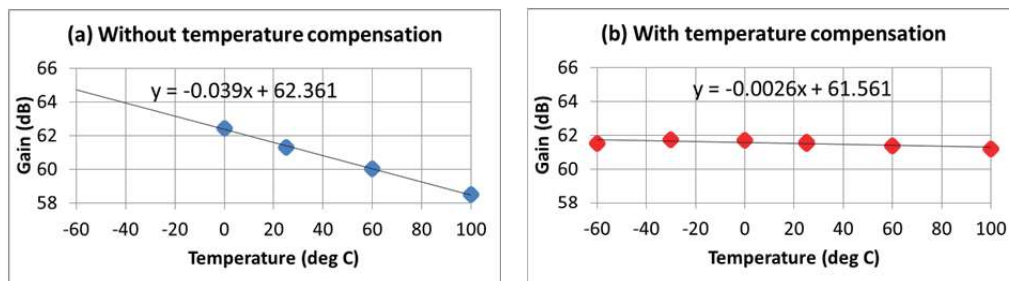 (a) Without temperature compensation
66
64
62
60
58
y = -0.039x + 62.361
Gain (dB)
-60 -40 -20 0 20 40 60 80 100
Temperature (deg C)
(b) With temperature compensation
66
64
62
60
58
y = -0.0026x + 61.561
Gain (dB)
-60 -40 -20 0 20 40 60 80 100
Temperature (deg C)